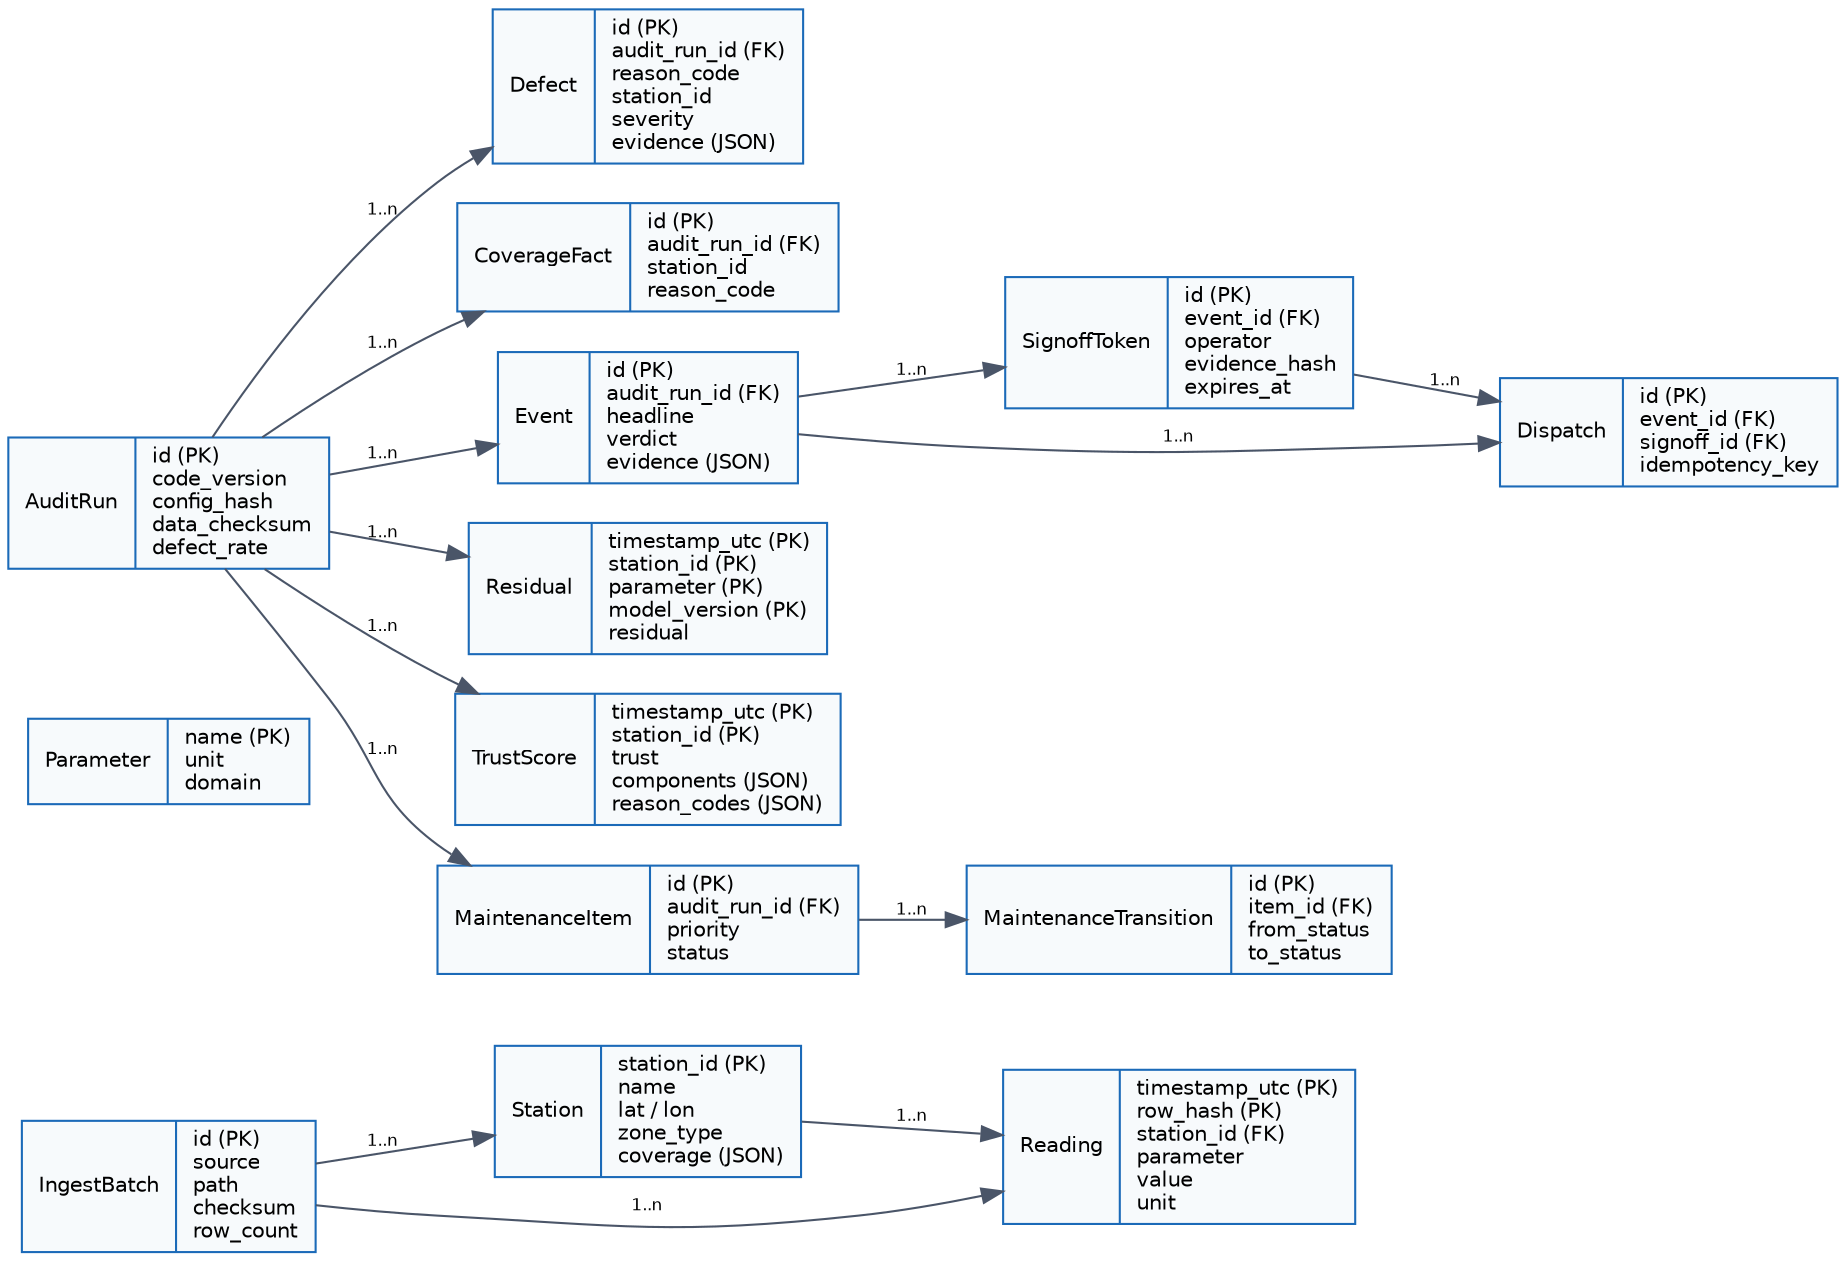 Defect
id (PK)
audit_run_id (FK)
reason_code
station_id
severity
evidence (JSON)
1..n
CoverageFact
id (PK)
audit_run_id (FK)
station_id
reason_code
1..n
SignoffToken
id (PK)
event_id (FK)
operator
evidence_hash
expires_at
1..n
1..n
Event
id (PK)
audit_run_id (FK)
headline
verdict
evidence (JSON)
1..n
1..n
Dispatch
id (PK)
event_id (FK)
signoff_id (FK)
idempotency_key
AuditRun
id (PK)
code_version
config_hash
data_checksum
defect_rate
1..n
Residual
timestamp_utc (PK)
station_id (PK)
parameter (PK)
model_version (PK)
residual
1..n
TrustScore
timestamp_utc (PK)
station_id (PK)
trust
components (JSON)
reason_codes (JSON)
Parameter
name (PK)
unit
domain
1..n
MaintenanceItem
id (PK)
audit_run_id (FK)
priority
status
1..n
MaintenanceTransition
id (PK)
item_id (FK)
from_status
to_status
Station
station_id (PK)
name
lat / lon
zone_type
coverage (JSON)
1..n
Reading
timestamp_utc (PK)
row_hash (PK)
station_id (FK)
parameter
value
unit
IngestBatch
id (PK)
source
path
checksum
row_count
1..n
1..n